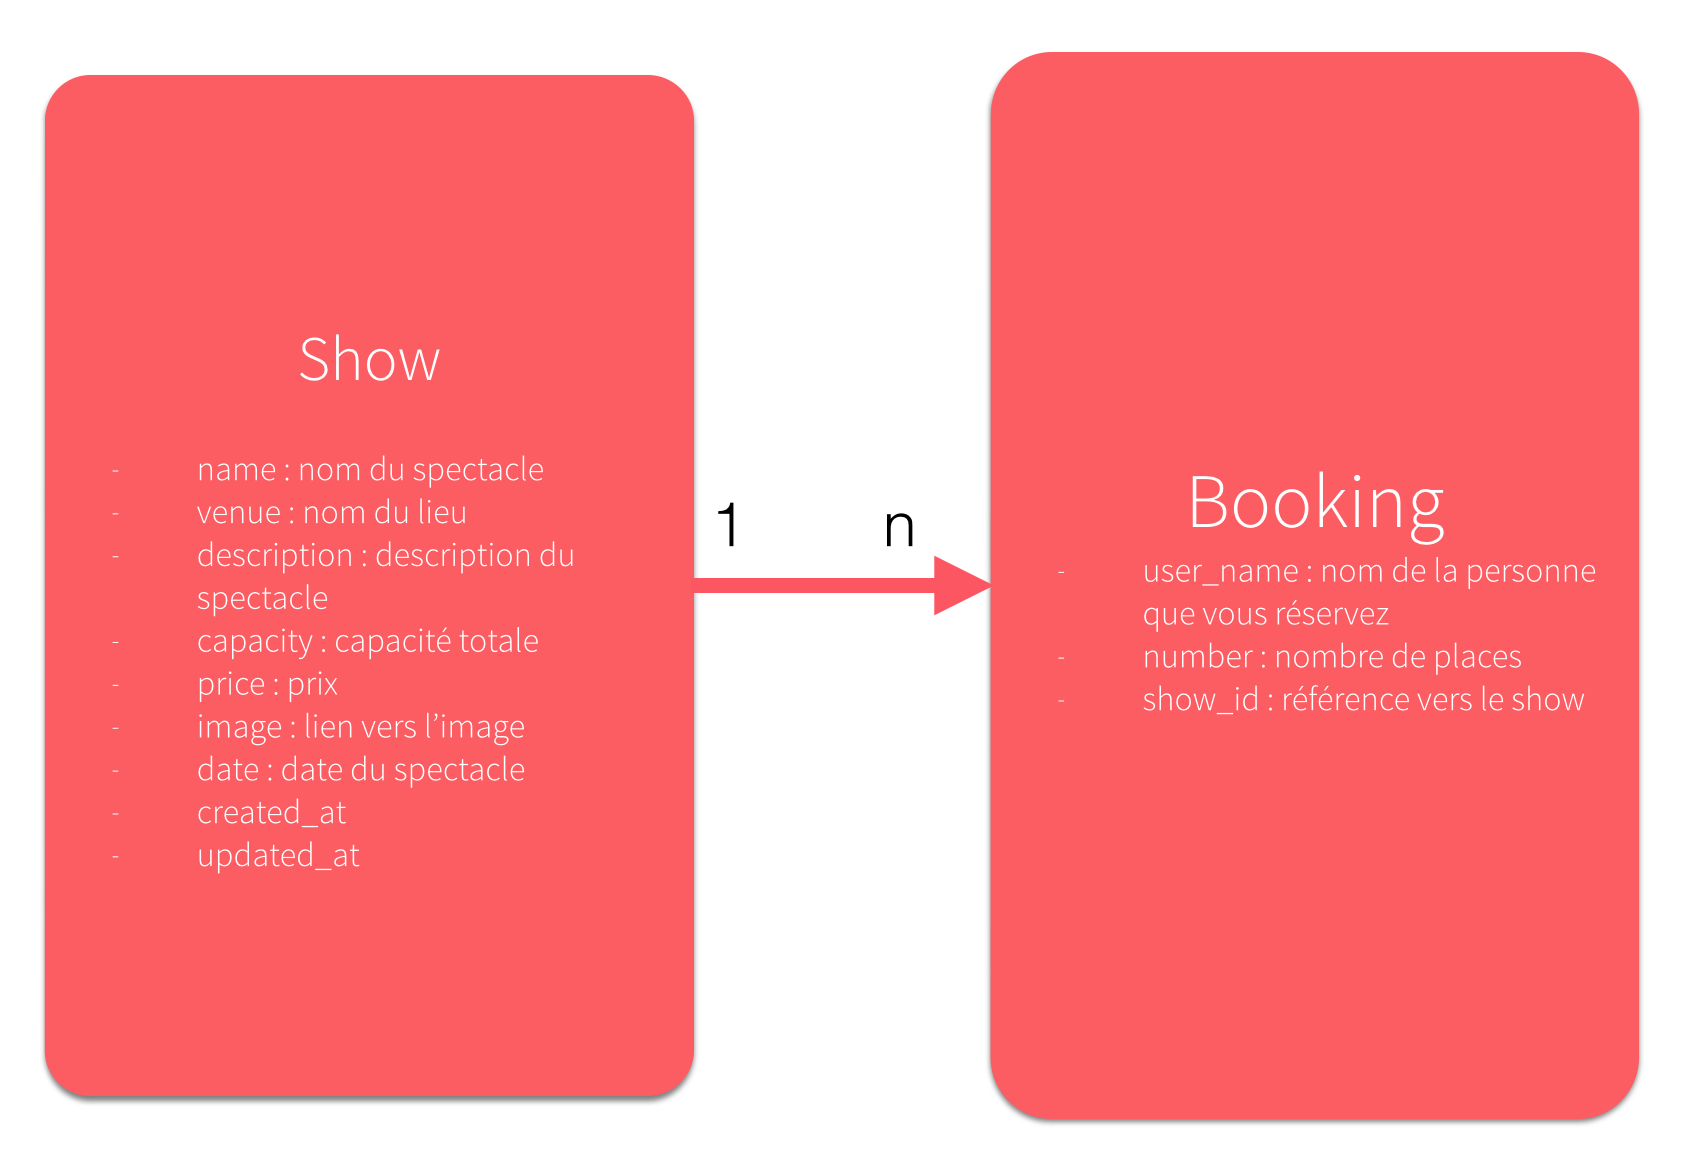 Show
- name : nom du spectacle
- venue : nom du lieu
- description : description du
spectacle
- capacity : capacité totale
- price : prix
- image : lien vers l’image
- date : date du spectacle
- created_at
- updated_at
1 n
Booking
- user_name : nom de la personne
que vous réservez
- number : nombre de places
- show_id : référence vers le show